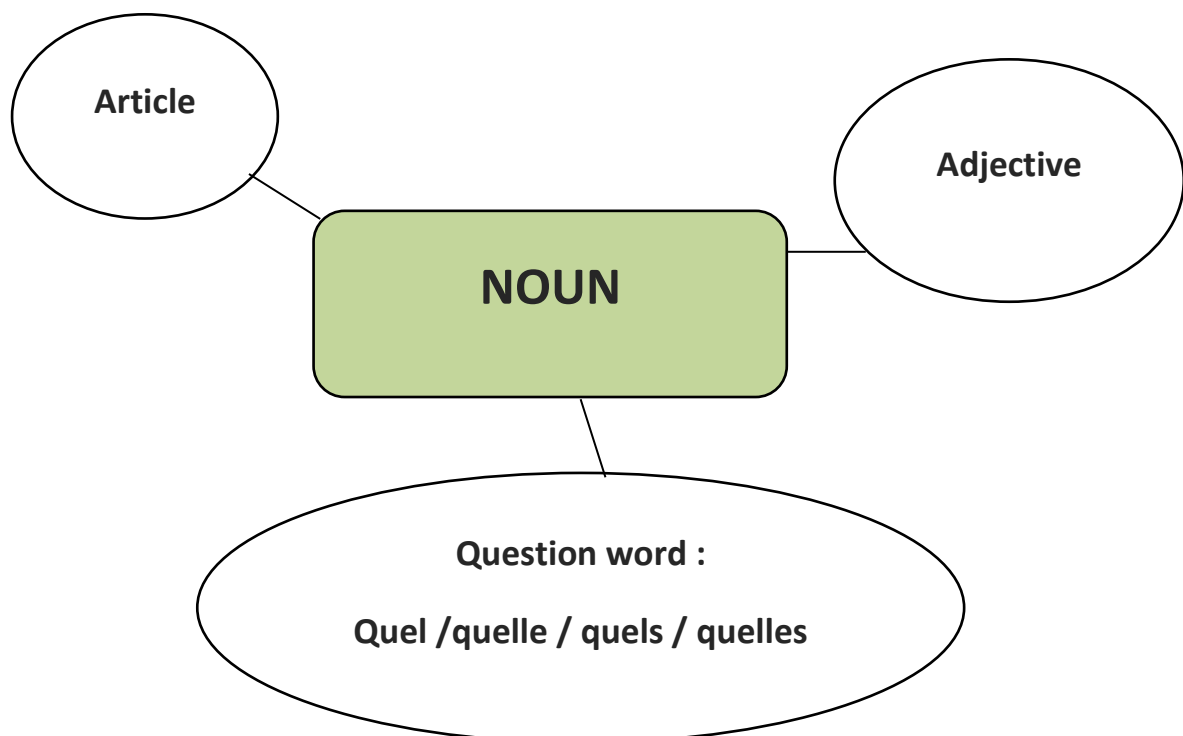 Article
Adjective
NOUN
Question word :
Quel /quelle / quels / quelles